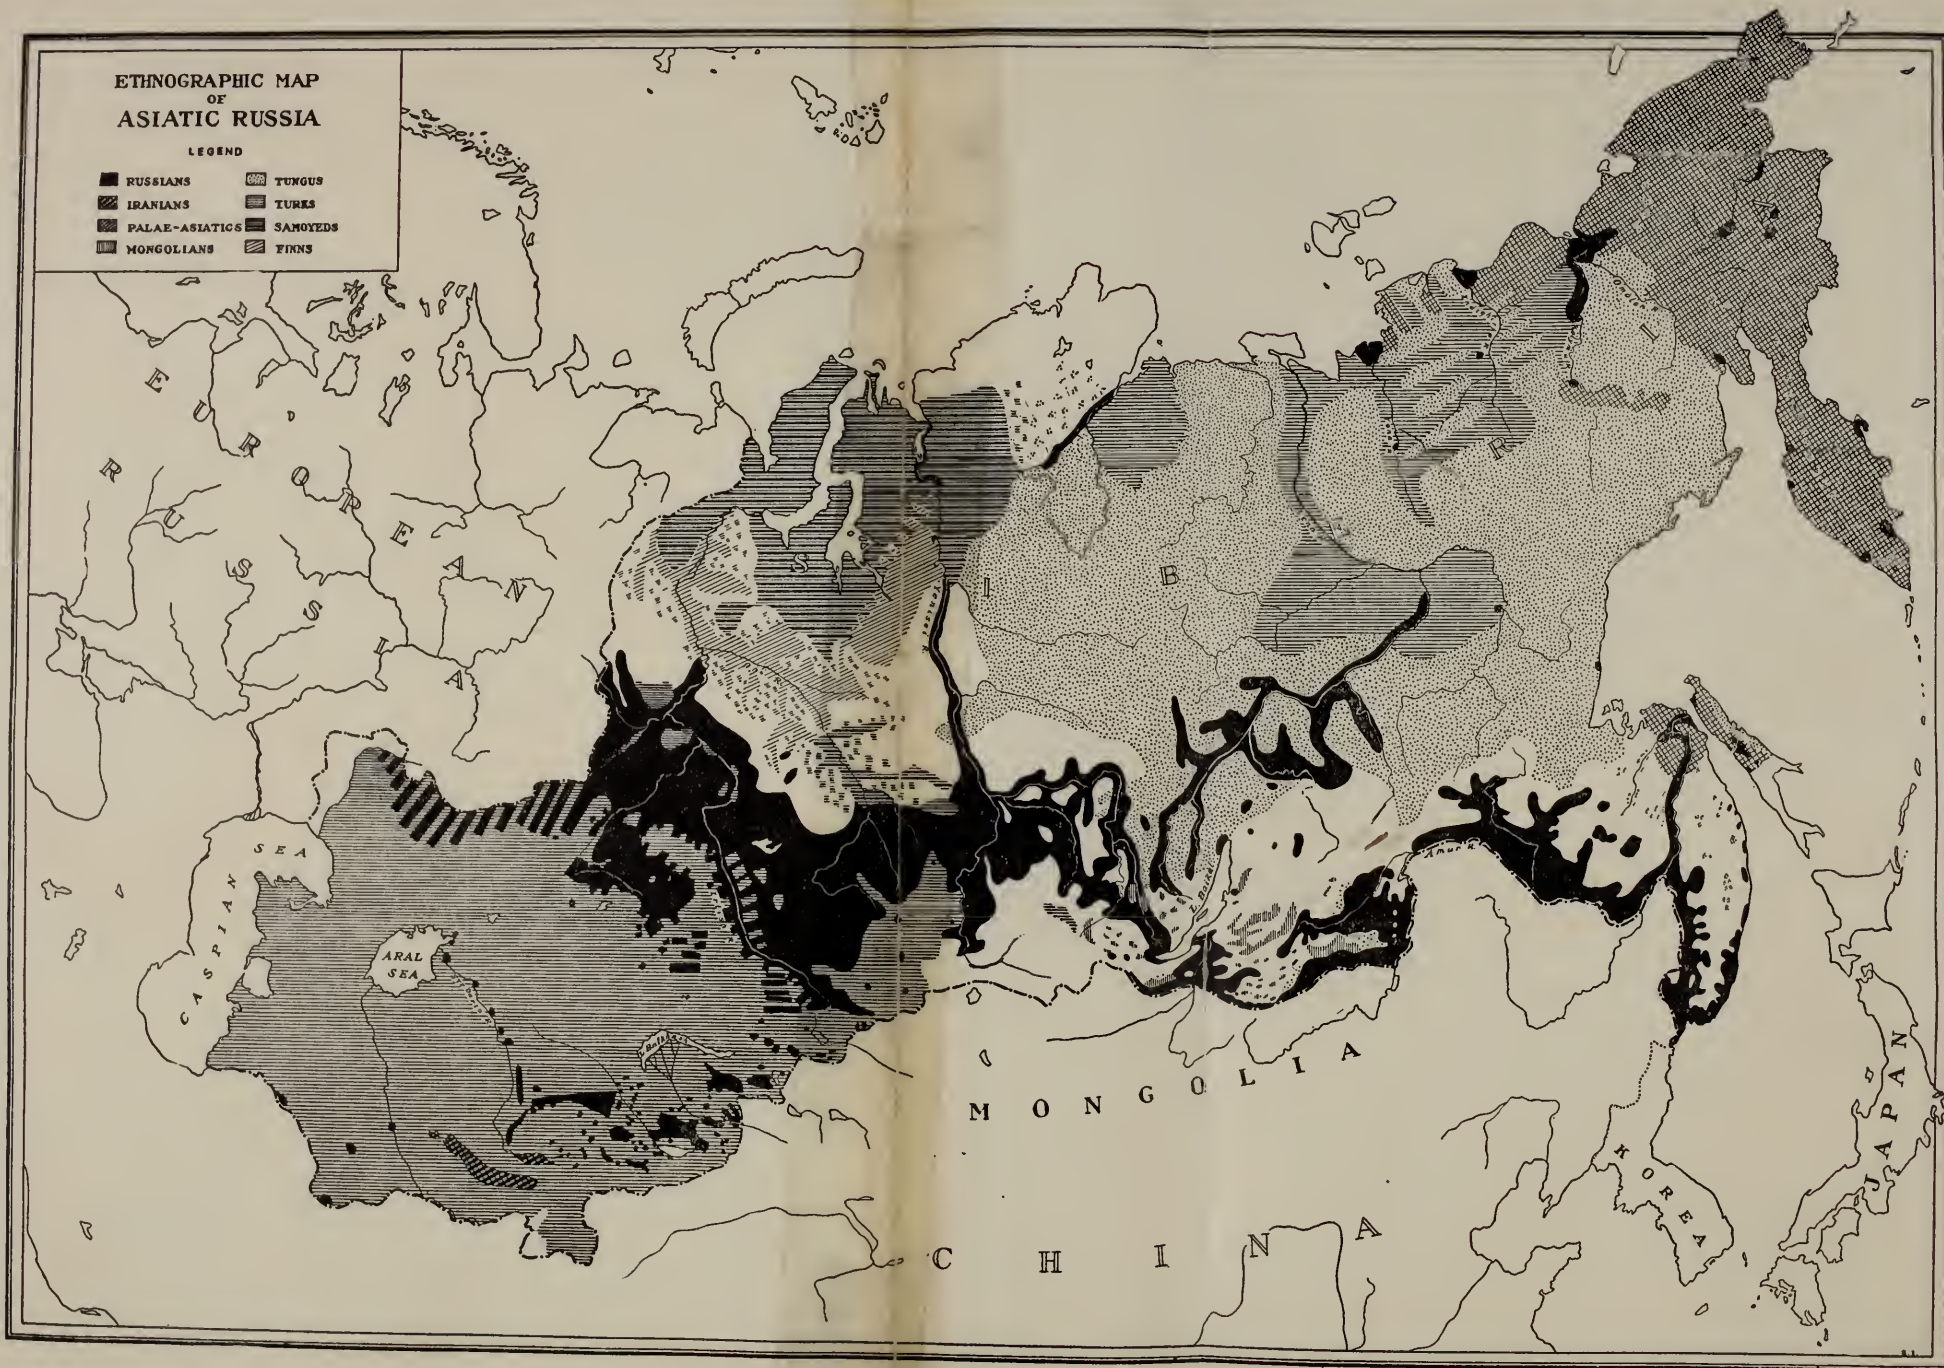 ETHNOGRAPHIC MAP
OF
ASIATIC RUSSIA
LEGEND
RUSSIANS
TUNGUS
IRANIANS
TURKS
PALAE-ASIATICS
SAMOYEDS
MONGOLIANS
FINNS
EUROPEAN
RUSSIA
SIBERI
CASPIAN
SEA
ARAL
SEA
L. Baikal
Amur R.
MONGOLIA
CHINA
KOREA
JAPAN